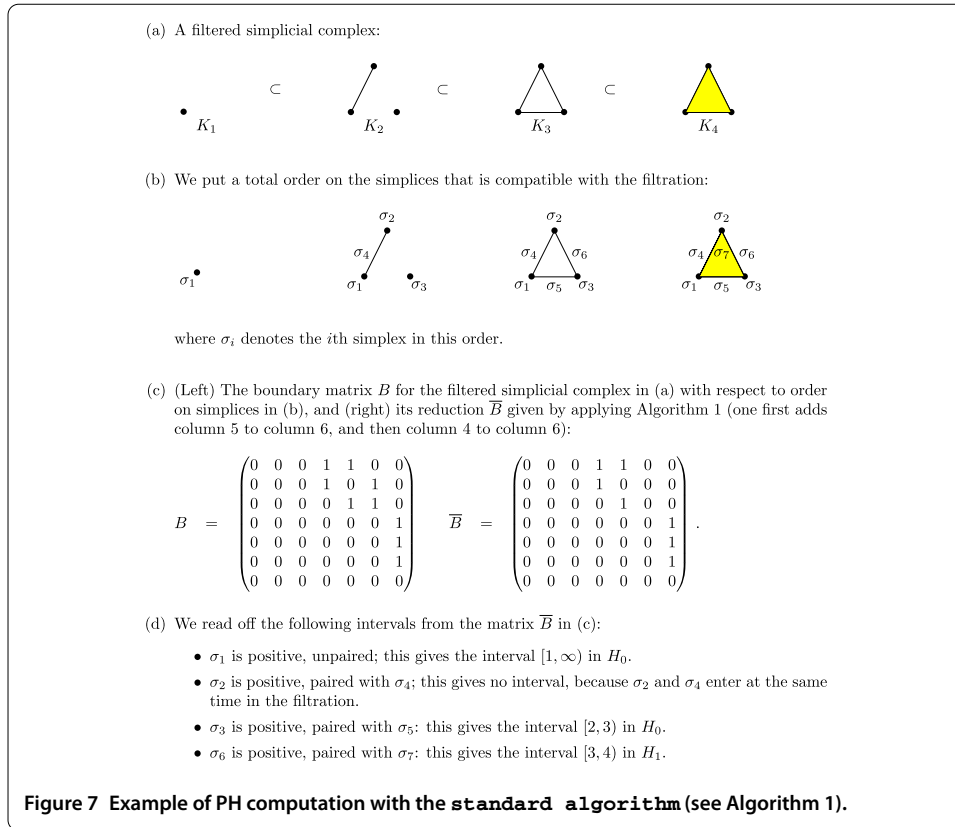 (a) A filtered simplicial complex:
⊂ ⊂ ⊂
K₁ K₂ K₃ K₄
(b) We put a total order on the simplices that is compatible with the filtration:
σ₂ σ₂ σ₂
σ₄ σ₄ σ₆ σ₄ σ₇ σ₆
σ₁ σ₁ σ₃ σ₁ σ₅ σ₃ σ₁ σ₅ σ₃
where σᵢ denotes the ith simplex in this order.
(c) (Left) The boundary matrix B for the filtered simplicial complex in (a) with respect to order
on simplices in (b), and (right) its reduction B̅ given by applying Algorithm 1 (one first adds
column 5 to column 6, and then column 4 to column 6):
0 0 0 1 1 0 0 0 0 0 1 1 0 0
0 0 0 1 0 1 0 0 0 0 1 0 0 0
0 0 0 0 1 1 0 0 0 0 0 1 0 0
B = 0 0 0 0 0 0 1 B̅ = 0 0 0 0 0 0 1 .
0 0 0 0 0 0 1 0 0 0 0 0 0 1
0 0 0 0 0 0 1 0 0 0 0 0 0 1
0 0 0 0 0 0 0 0 0 0 0 0 0 0
(d) We read off the following intervals from the matrix B̅ in (c):
• σ₁ is positive, unpaired; this gives the interval [1, ∞) in H₀.
• σ₂ is positive, paired with σ₄; this gives no interval, because σ₂ and σ₄ enter at the same
time in the filtration.
• σ₃ is positive, paired with σ₅: this gives the interval [2, 3) in H₀.
• σ₆ is positive, paired with σ₇: this gives the interval [3, 4) in H₁.
Figure 7 Example of PH computation with the standard algorithm (see Algorithm 1).